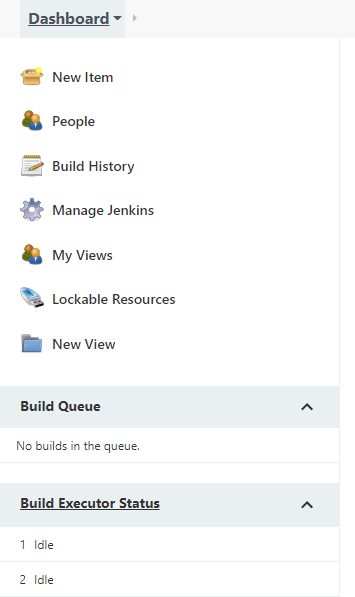 Dashboard
New Item
People
Build History
Manage Jenkins
My Views
Lockable Resources
New View
Build Queue
No builds in the queue.
Build Executor Status
1 Idle
2 Idle